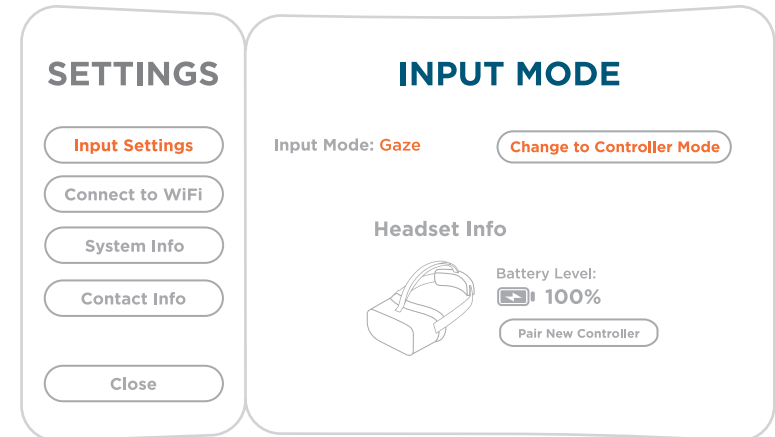 SETTINGS
Input Settings
Connect to WiFi
System Info
Contact Info
Close
INPUT MODE
Input Mode: Gaze
Change to Controller Mode
Headset Info
Battery Level:
100%
Pair New Controller